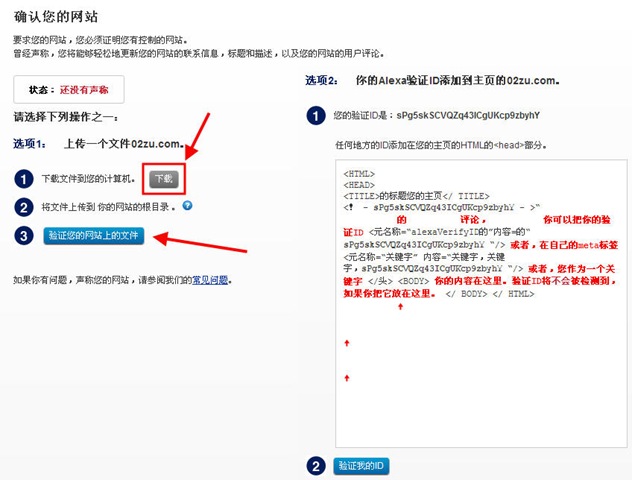 确认您的网站
要求您的网站，您必须证明您有控制的网站。
曾经声称，您将能够轻松地更新您的网站的联系信息，标题和描述，以及您的网站的用户评论。
状态：还没有声称
请选择下列操作之一：
选项1： 上传一个文件02zu.com。
1 下载文件到您的计算机。 下载
2 将文件上传到 你的网站的根目录 。 ?
3 验证您的网站上的文件
如果你有问题，声称您的网站，请参阅我们的常见问题。
选项2： 你的Alexa验证ID添加到主页的02zu.com。
1 您的验证ID是：sPg5skSCVQZq43ICgUKcp9zbyhY
任何地方的ID添加在您的主页的HTML的<head>部分。
<HTML>
<HEAD>
<TITLE>的标题您的主页</ TITLE>
<! - sPg5skSCVQZq43ICgUKcp9zbyhY - >“
的 评论， 你可以把你的验
证ID <元名称=“alexaVerifyID的”内容=的“
sPg5skSCVQZq43ICgUKcp9zbyhY “/> 或者，在自己的meta标签
<元名称=“关键字” 内容=“关键字，关键
字，sPg5skSCVQZq43ICgUKcp9zbyhY “/> 或者，您作为一个关
键字 </头> <BODY> 你的内容在这里。验证ID将不会被检测到，
如果你把它放在这里。 </ BODY> </ HTML>
2 验证我的ID